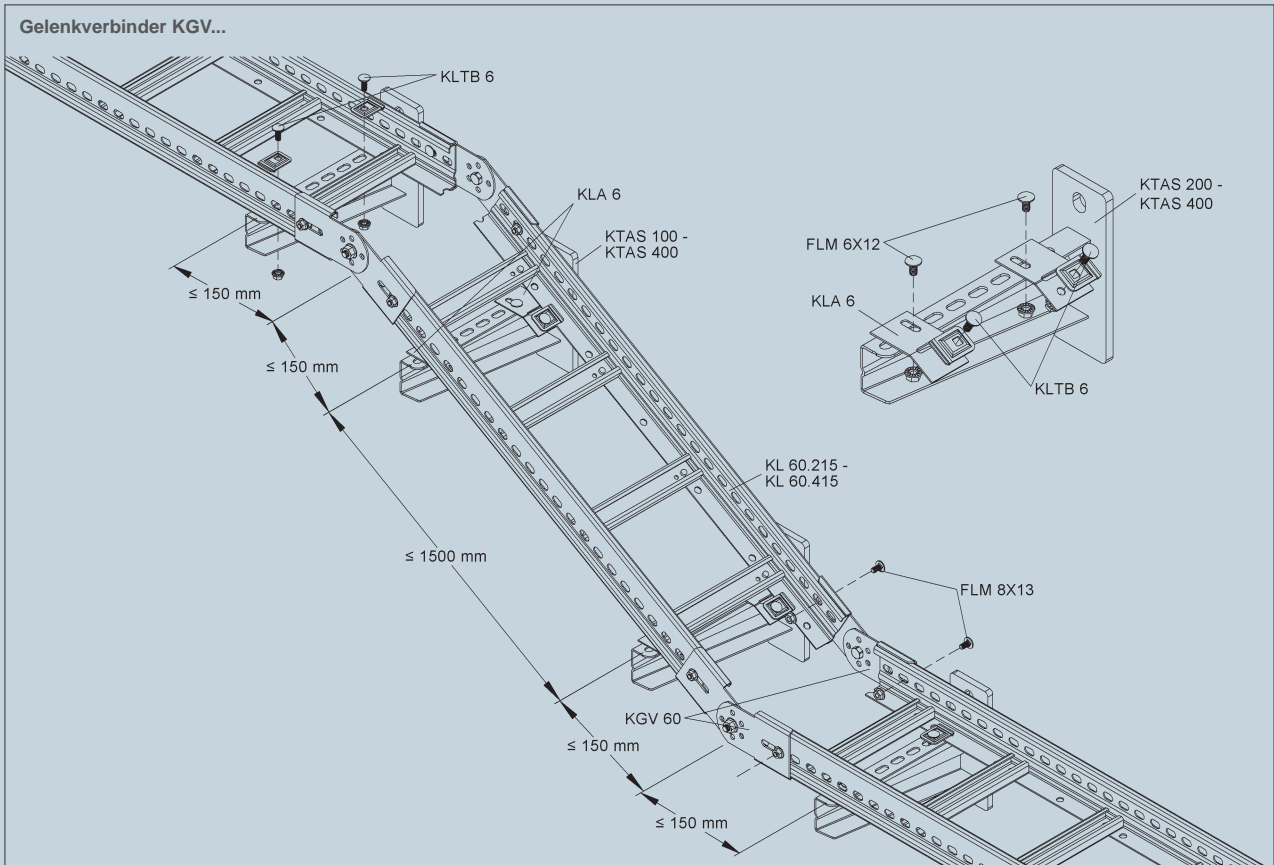 Gelenkverbinder KGV...
KLTB 6
KLA 6
KTAS 100 -
KTAS 400
≤ 150 mm
≤ 150 mm
KTAS 200 -
KTAS 400
FLM 6X12
KLA 6
KLTB 6
KL 60.215 -
KL 60.415
≤ 1500 mm
FLM 8X13
KGV 60
≤ 150 mm
≤ 150 mm